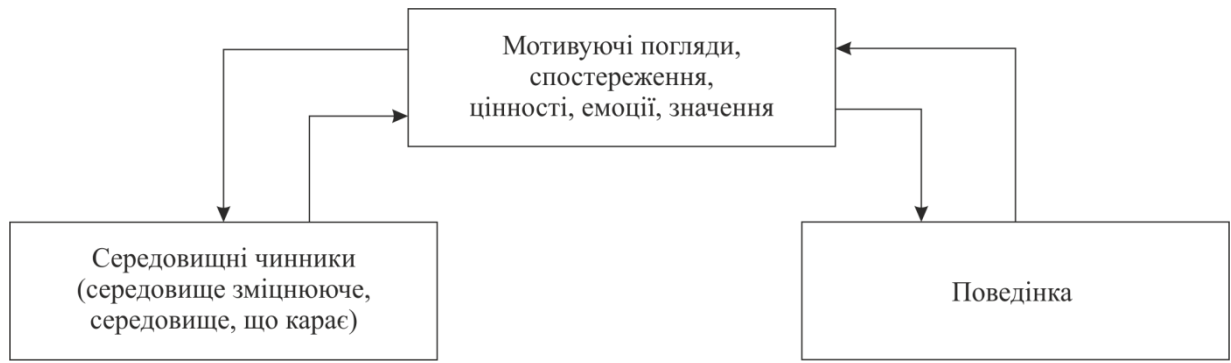 Мотивуючі погляди,
спостереження,
цінності, емоції, значення
Середовищні чинники
(середовище зміцнююче,
середовище, що карає)
Поведінка